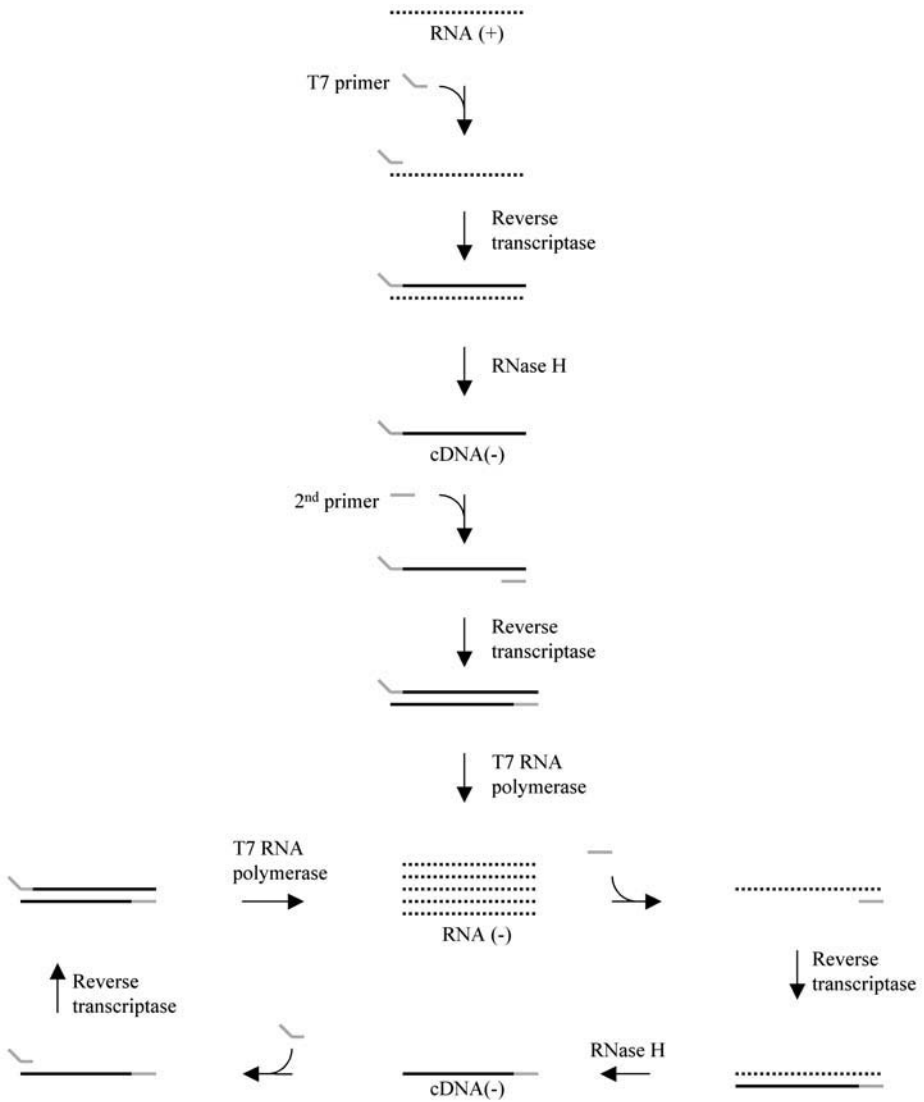 RNA (+)
T7 primer
Reverse
transcriptase
RNase H
cDNA(-)
2nd primer
Reverse
transcriptase
T7 RNA
polymerase
T7 RNA
polymerase
RNA (-)
Reverse
transcriptase
Reverse
transcriptase
RNase H
cDNA(-)